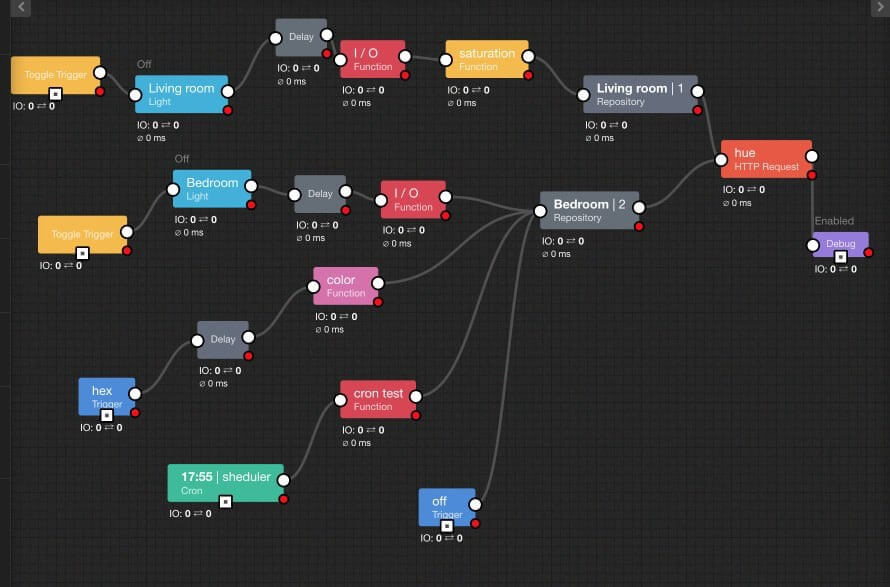 Delay
IO: 0 ⇄ 0
⌀ 0 ms
I / O
Function
IO: 0 ⇄ 0
⌀ 0 ms
saturation
Function
IO: 0 ⇄ 0
⌀ 0 ms
Toggle Trigger
IO: 0 ⇄ 0
Off
Living room
Light
IO: 0 ⇄ 0
⌀ 0 ms
Living room | 1
Repository
IO: 0 ⇄ 0
⌀ 0 ms
hue
HTTP Request
IO: 0 ⇄ 0
⌀ 0 ms
Off
Bedroom
Light
IO: 0 ⇄ 0
⌀ 0 ms
Delay
IO: 0 ⇄ 0
⌀ 0 ms
I / O
Function
IO: 0 ⇄ 0
⌀ 0 ms
Bedroom | 2
Repository
IO: 0 ⇄ 0
⌀ 0 ms
Toggle Trigger
IO: 0 ⇄ 0
Enabled
Debug
IO: 0 ⇄ 0
color
Function
IO: 0 ⇄ 0
⌀ 0 ms
Delay
IO: 0 ⇄ 0
⌀ 0 ms
hex
Trigger
IO: 0 ⇄ 0
cron test
Function
IO: 0 ⇄ 0
⌀ 0 ms
17:55 | sheduler
Cron
IO: 0 ⇄ 0
off
Trigger
IO: 0 ⇄ 0